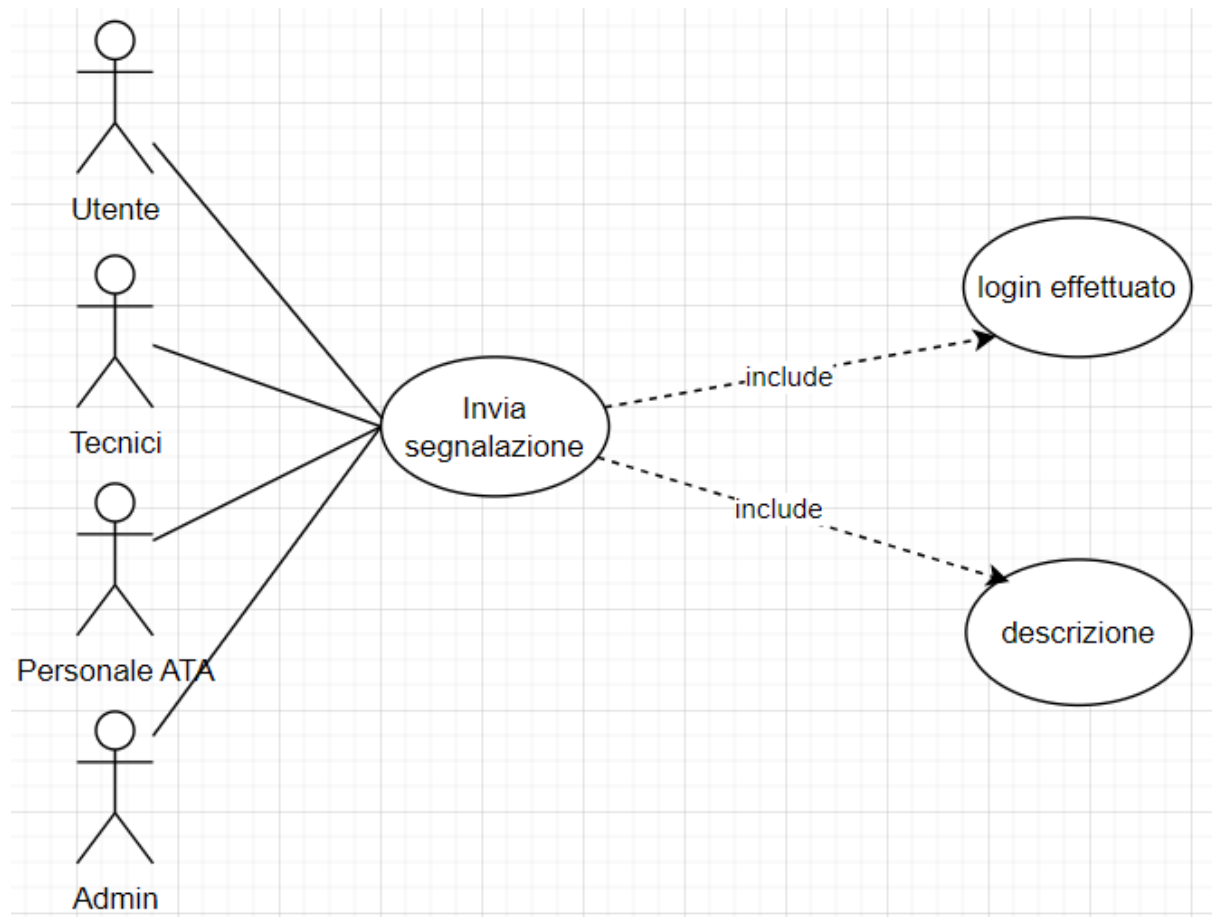 Utente
Tecnici
Personale ATA
Admin
Invia
segnalazione
include
include
login effettuato
descrizione